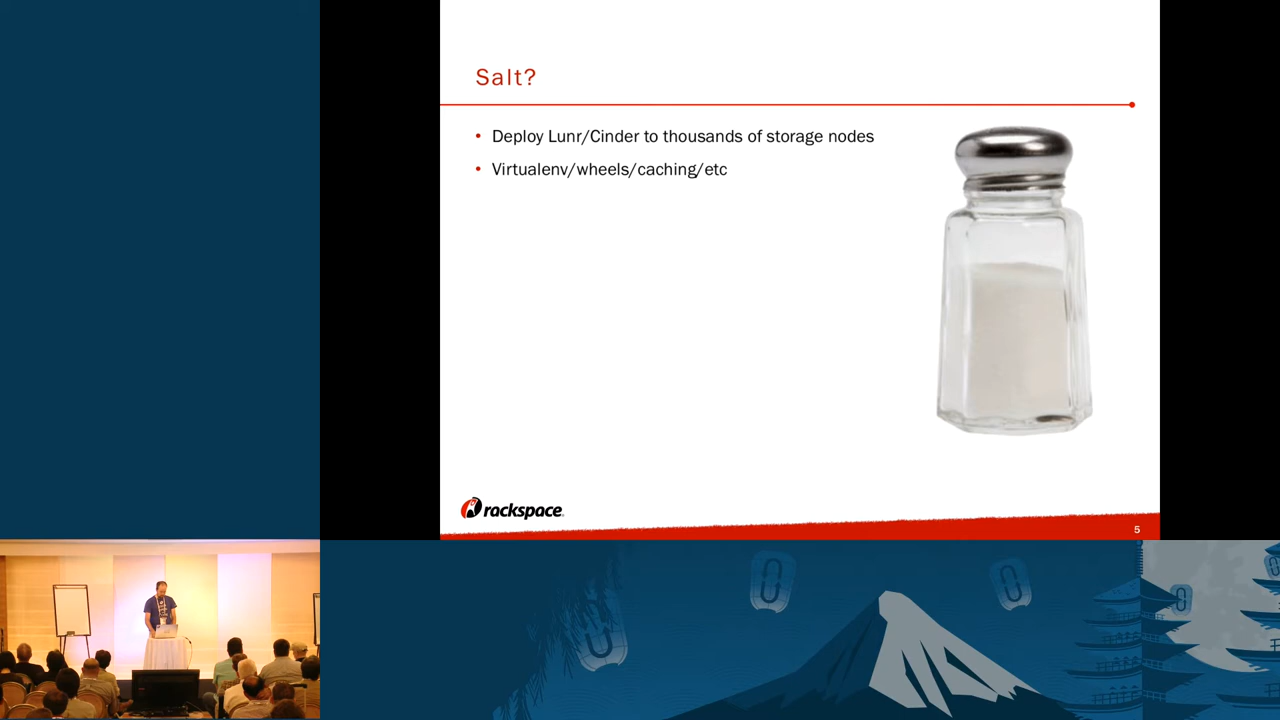 Salt?
• Deploy Lunr/Cinder to thousands of storage nodes
• Virtualenv/wheels/caching/etc
rackspace.
5